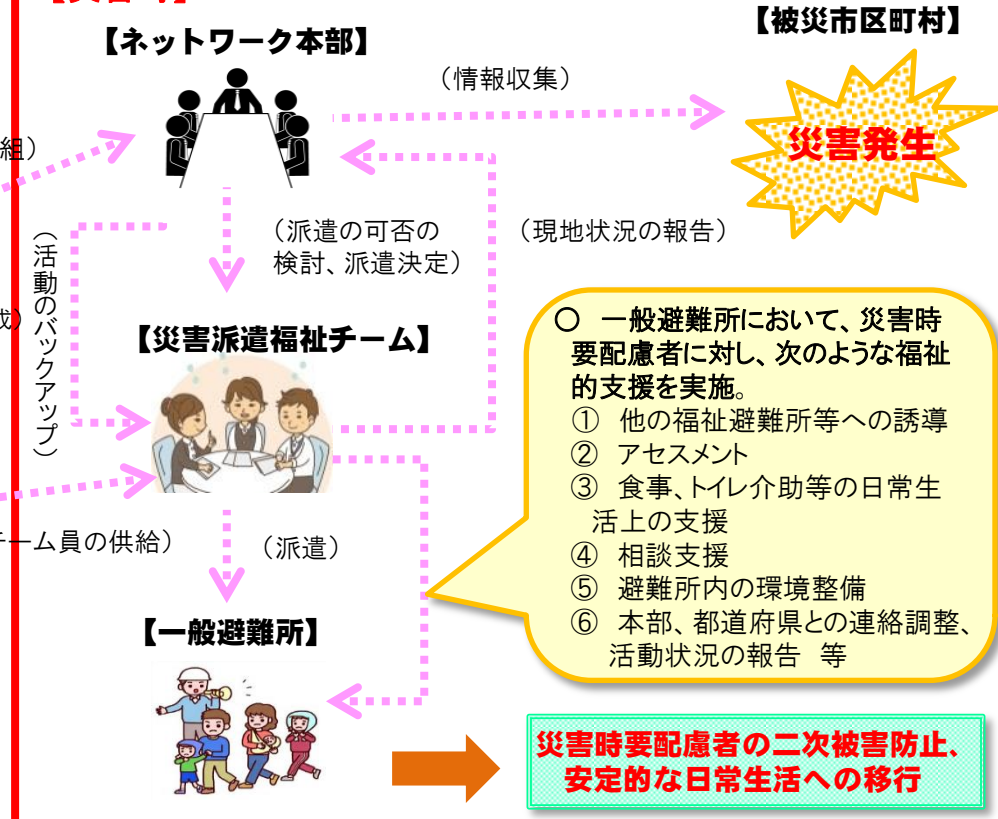 【被災市区町村】
【ネットワーク本部】
（情報収集）
災害発生
組）
（派遣の可否の
検討、派遣決定）
（現地状況の報告）
（活動のバックアップ）
【災害派遣福祉チーム】
○　一般避難所において、災害時
要配慮者に対し、次のような福祉
的支援を実施。
①　他の福祉避難所等への誘導
②　アセスメント
③　食事、トイレ介助等の日常生
活上の支援
④　相談支援
⑤　避難所内の環境整備
⑥　本部、都道府県との連絡調整、
活動状況の報告　等
チーム員の供給）
（派遣）
【一般避難所】
災害時要配慮者の二次被害防止、
安定的な日常生活への移行